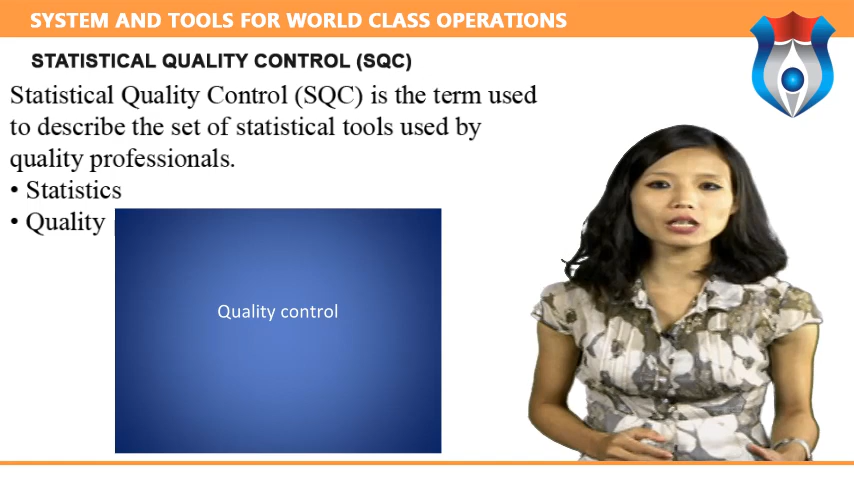 SYSTEM AND TOOLS FOR WORLD CLASS OPERATIONS
STATISTICAL QUALITY CONTROL (SQC)
Statistical Quality Control (SQC) is the term used
to describe the set of statistical tools used by
quality professionals.
• Statistics
• Quality
Quality control